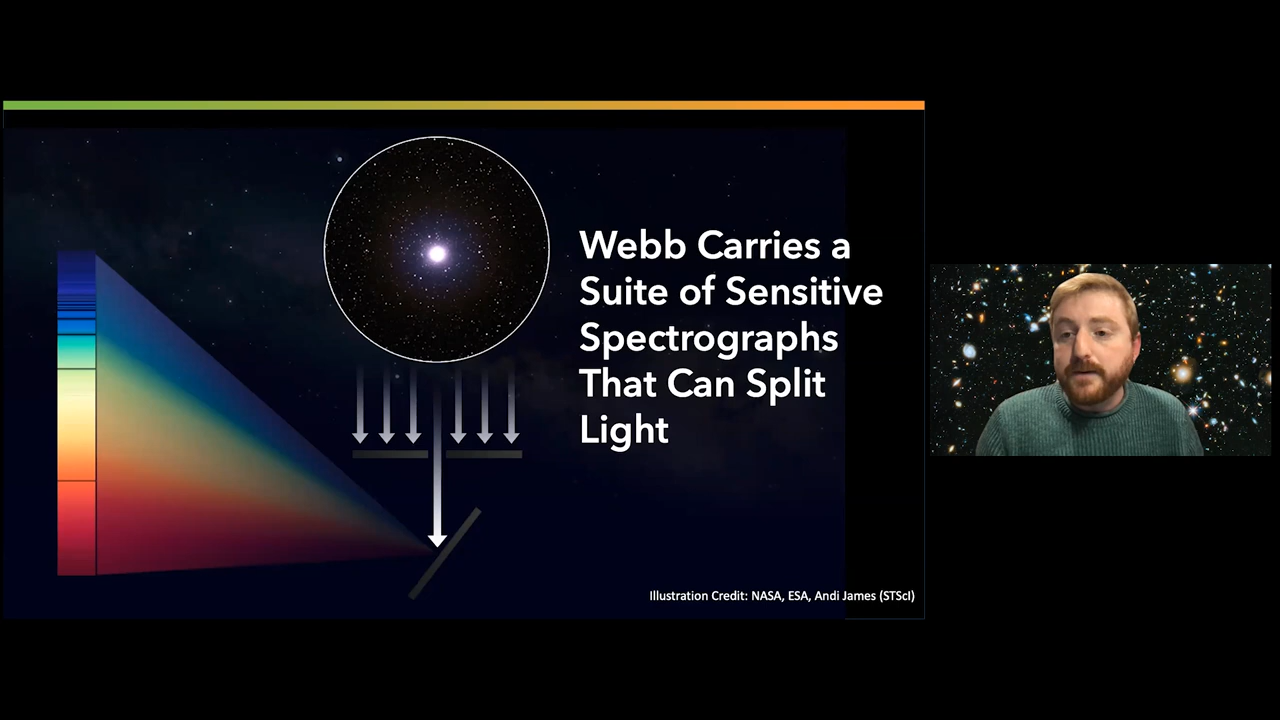 Webb Carries a
Suite of Sensitive
Spectrographs
That Can Split
Light
Illustration Credit: NASA, ESA, Andi James (STScI)